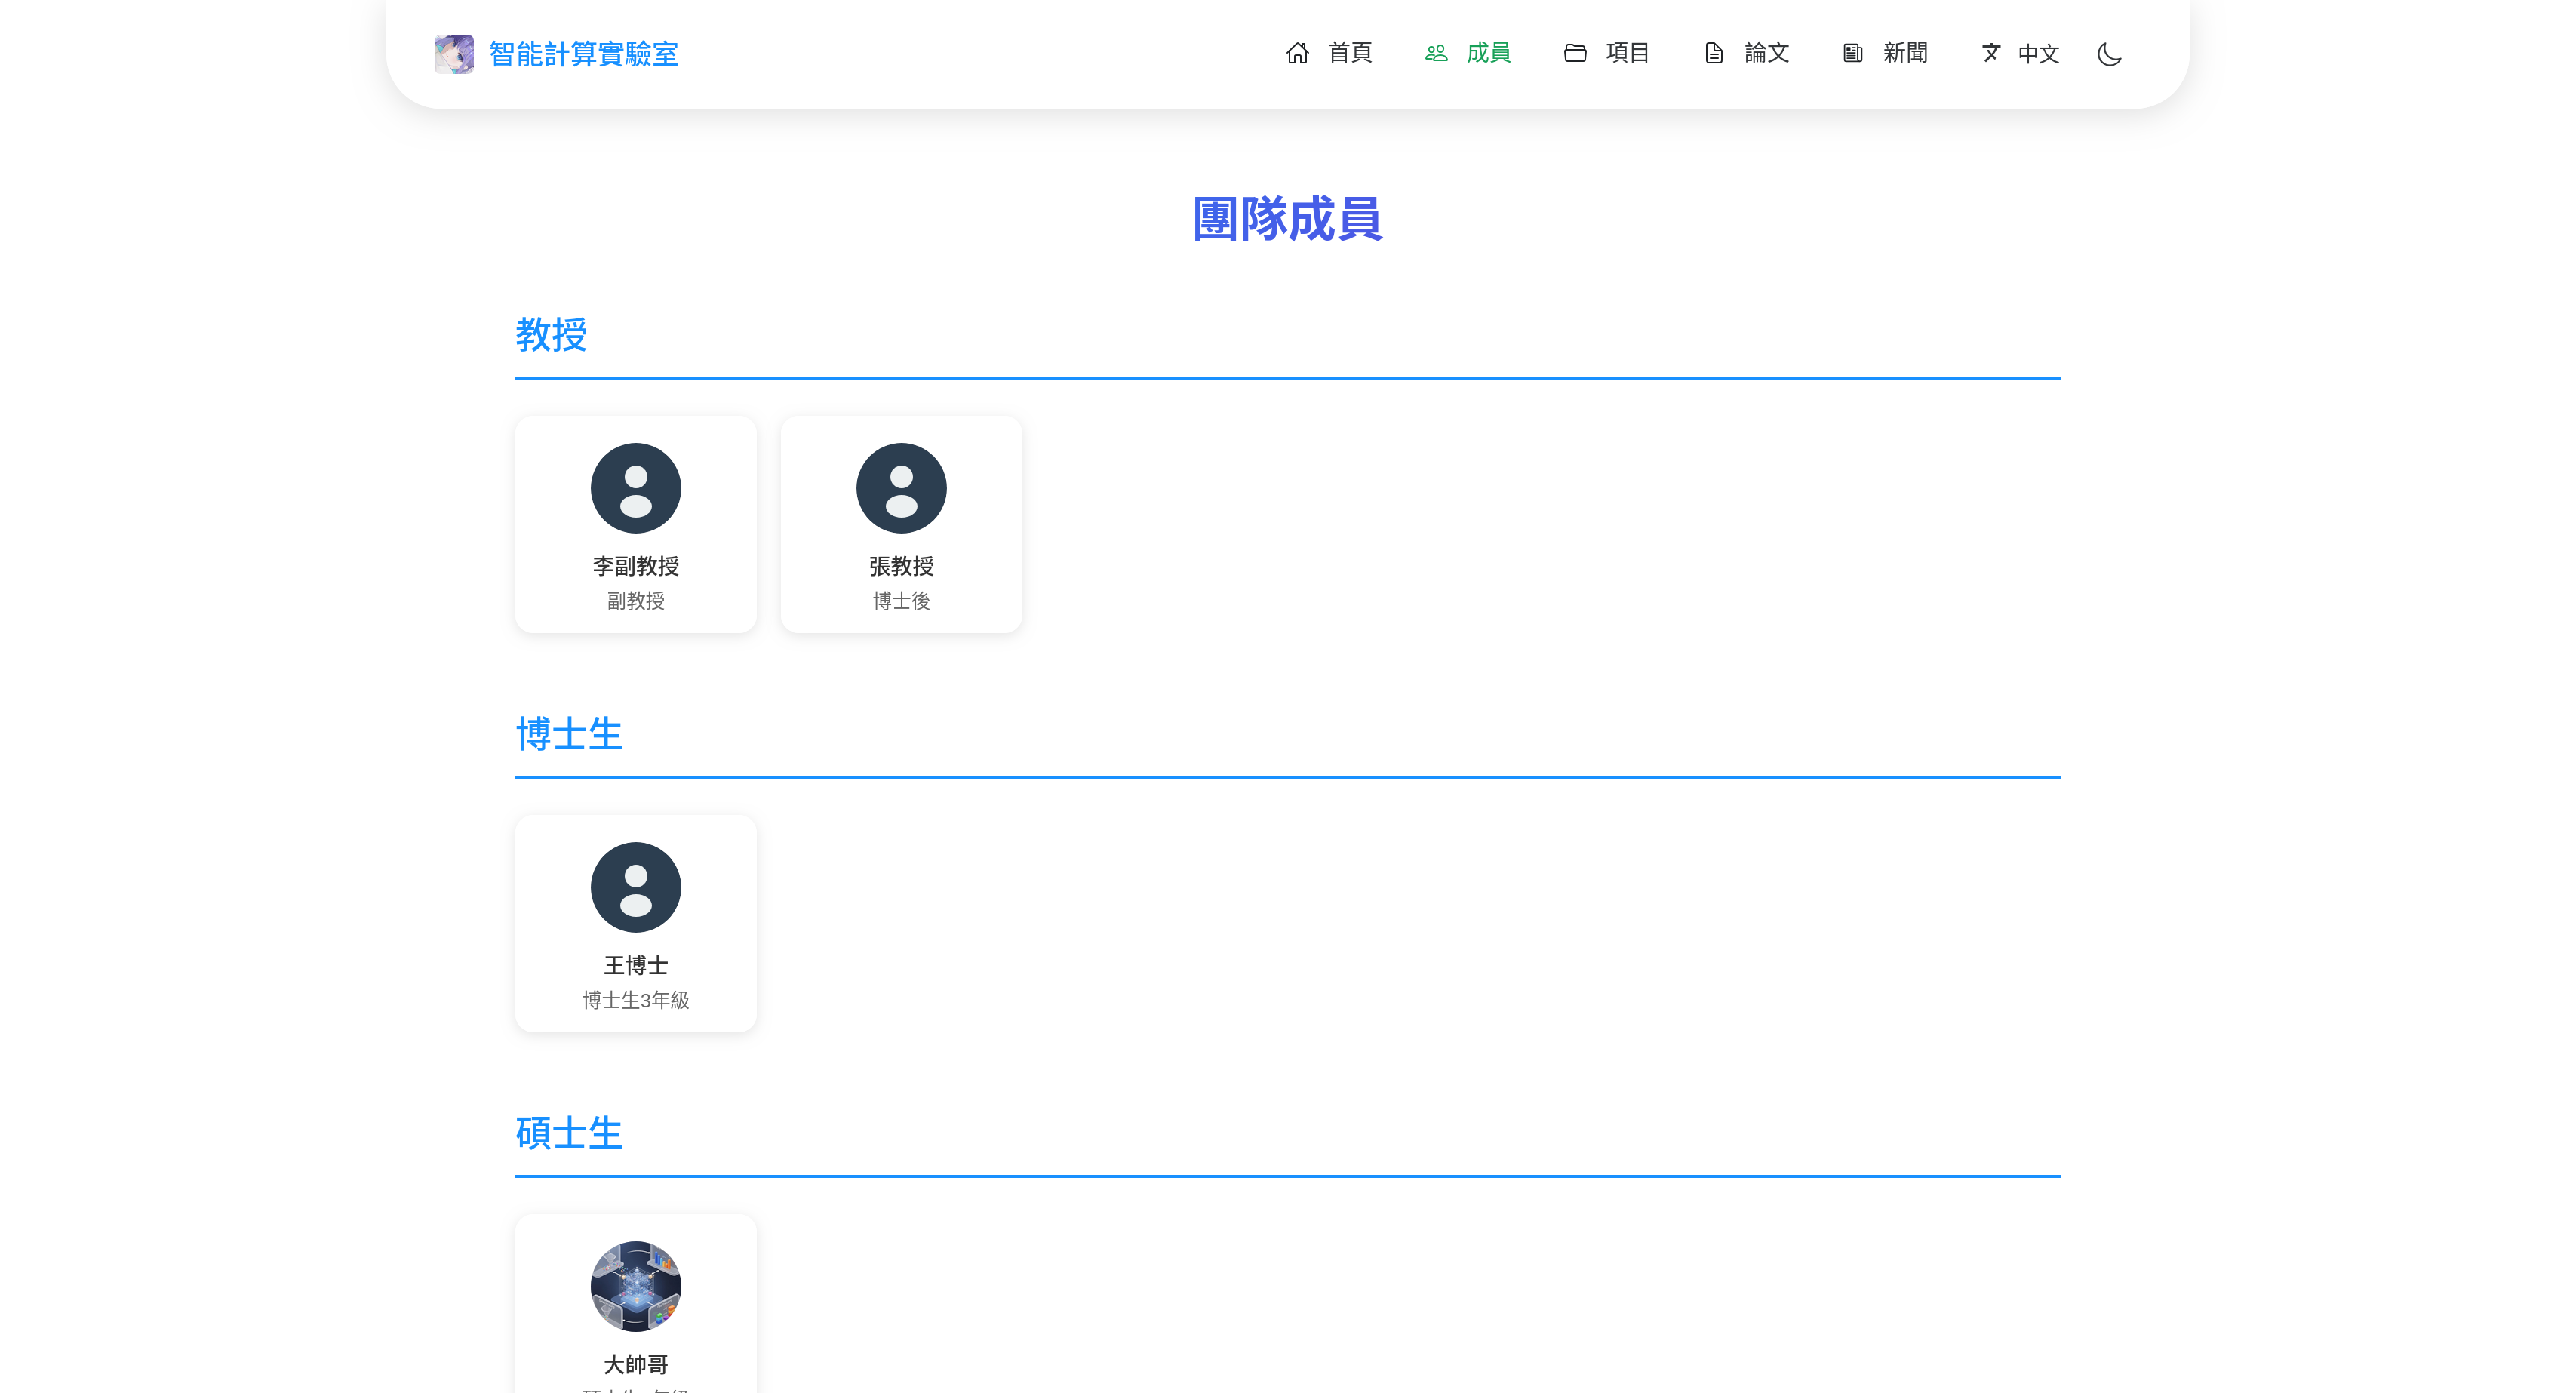 智能計算實驗室
首頁
成員
項目
論文
新聞
中文
團隊成員
教授
李副教授
副教授
張教授
博士後
博士生
王博士
博士生3年級
碩士生
大帥哥